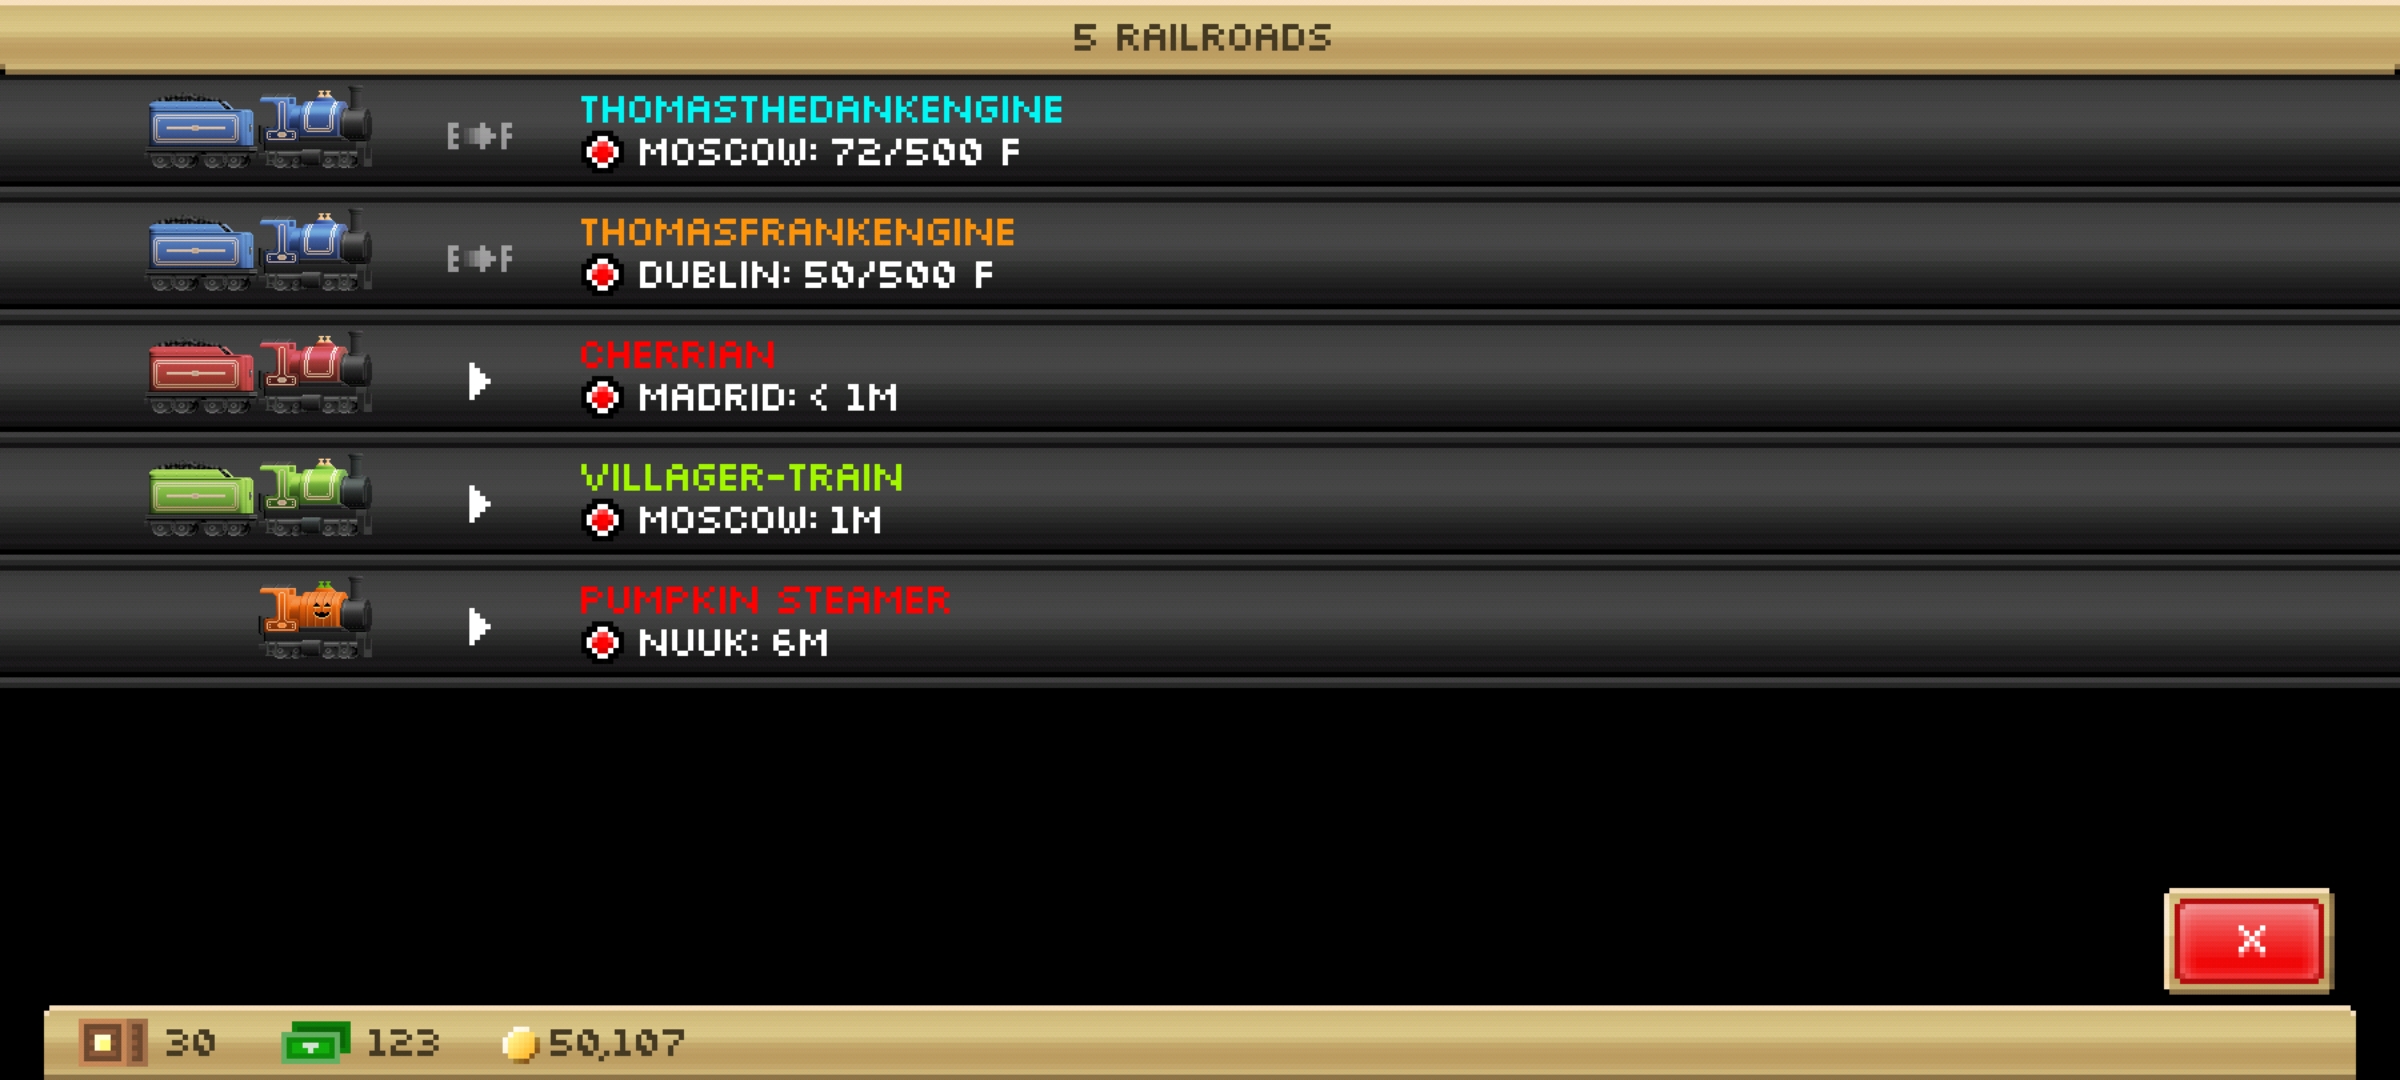 5 RAILROADS
THOMASTHEDANKENGINE
E F
MOSCOW: 72/500 F
THOMASFRANKENGINE
E F
DUBLIN: 50/500 F
CHERRIAN
MADRID: < 1M
VILLAGER-TRAIN
MOSCOW: 1M
PUMPKIN STEAMER
NUUK: 6M
X
30 123 50,107